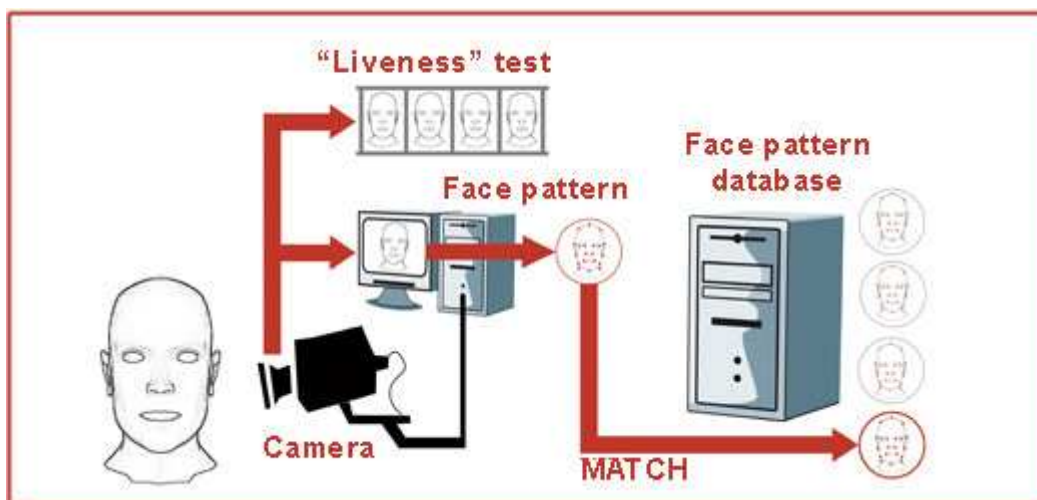 “Liveness” test
Face pattern
Face pattern
database
Camera
MATCH